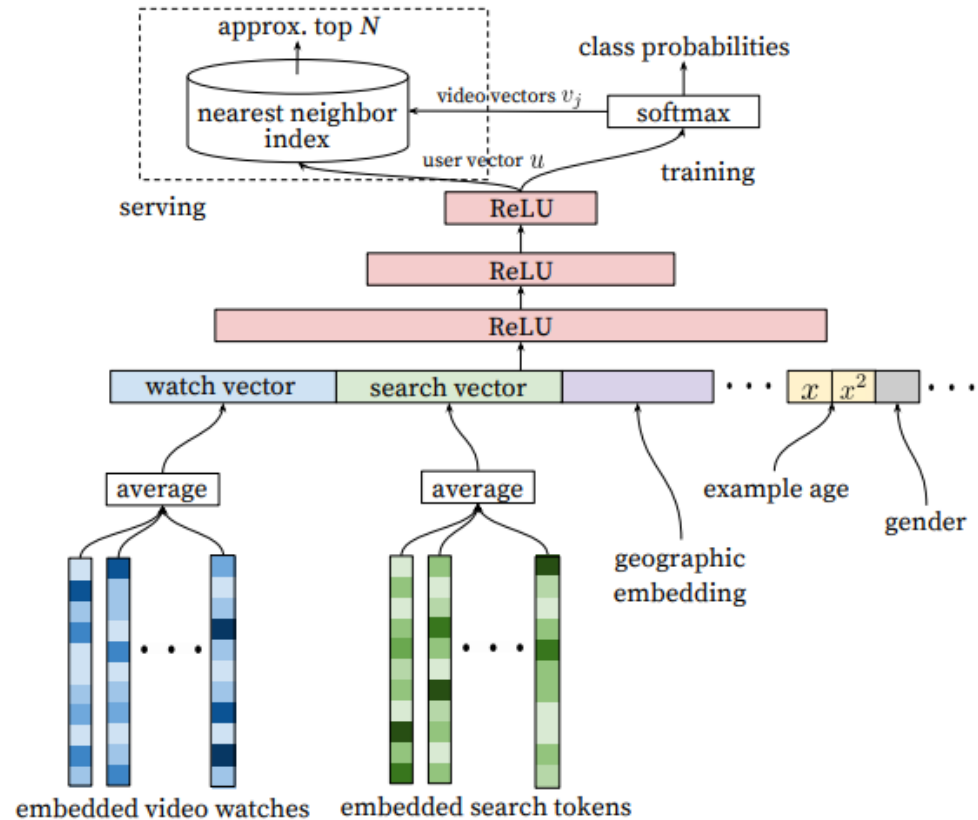 approx. top N
class probabilities
nearest neighbor
index
video vectors v_j
softmax
user vector u
training
serving
ReLU
ReLU
ReLU
watch vector
search vector
x
x²
average
average
example age
gender
geographic
embedding
embedded video watches
embedded search tokens